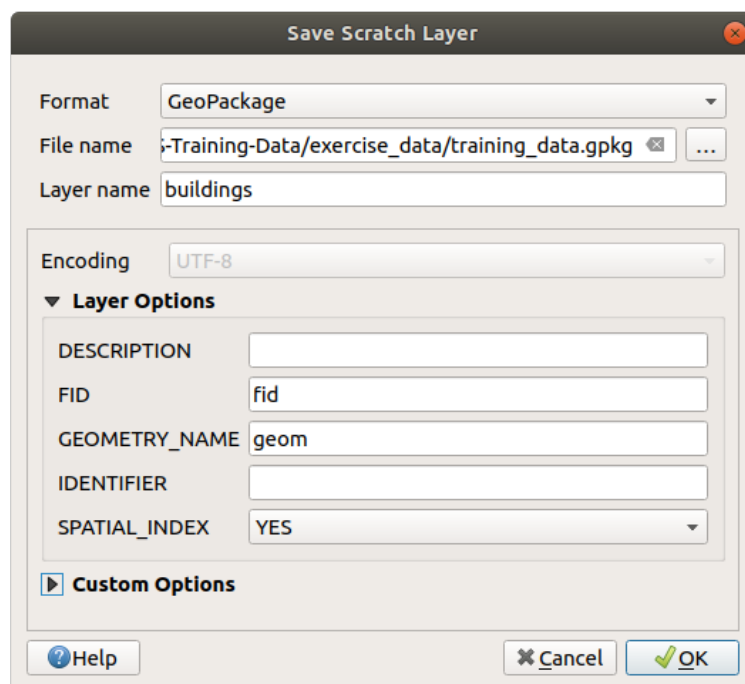 Save Scratch Layer
Format GeoPackage
File name -Training-Data/exercise_data/training_data.gpkg ...
Layer name buildings
Encoding UTF-8
Layer Options
DESCRIPTION
FID fid
GEOMETRY_NAME geom
IDENTIFIER
SPATIAL_INDEX YES
Custom Options
Help Cancel OK